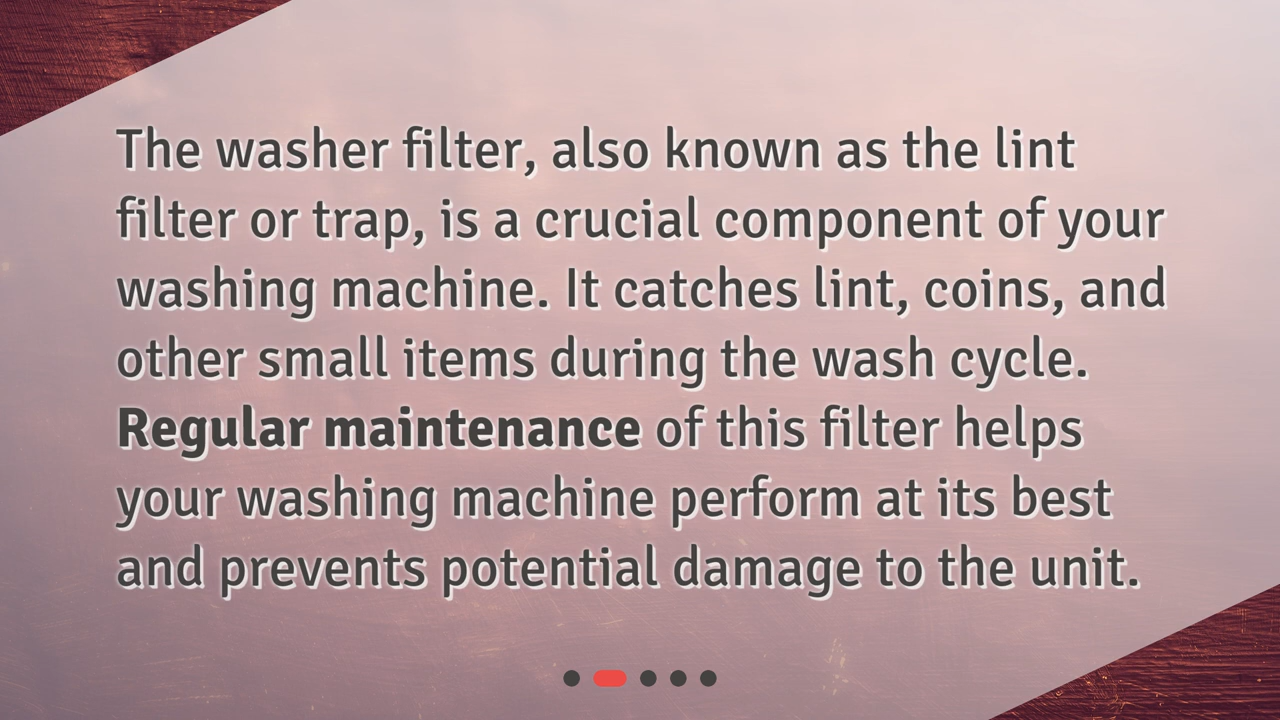 The washer filter, also known as the lint
filter or trap, is a crucial component of your
washing machine. It catches lint, coins, and
other small items during the wash cycle.
Regular maintenance of this filter helps
your washing machine perform at its best
and prevents potential damage to the unit.